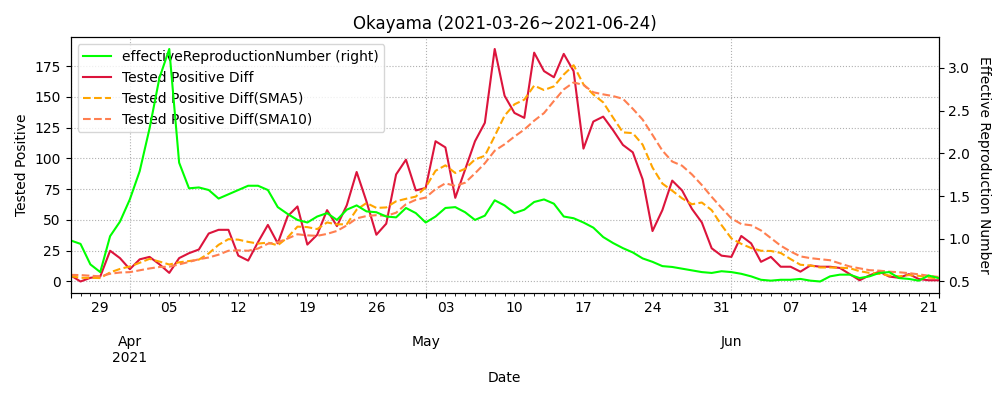 Okayama (2021-03-26~2021-06-24)
effectiveReproductionNumber (right)
Tested Positive Diff
Tested Positive Diff(SMA5)
Tested Positive Diff(SMA10)
Tested Positive
175
150
125
100
75
50
25
0
3.0
2.5
2.0
1.5
1.0
0.5
Effective Reproduction Number
29 05 12 19 26 03 10 17 24 31 07 14 21
Apr May Jun
2021
Date